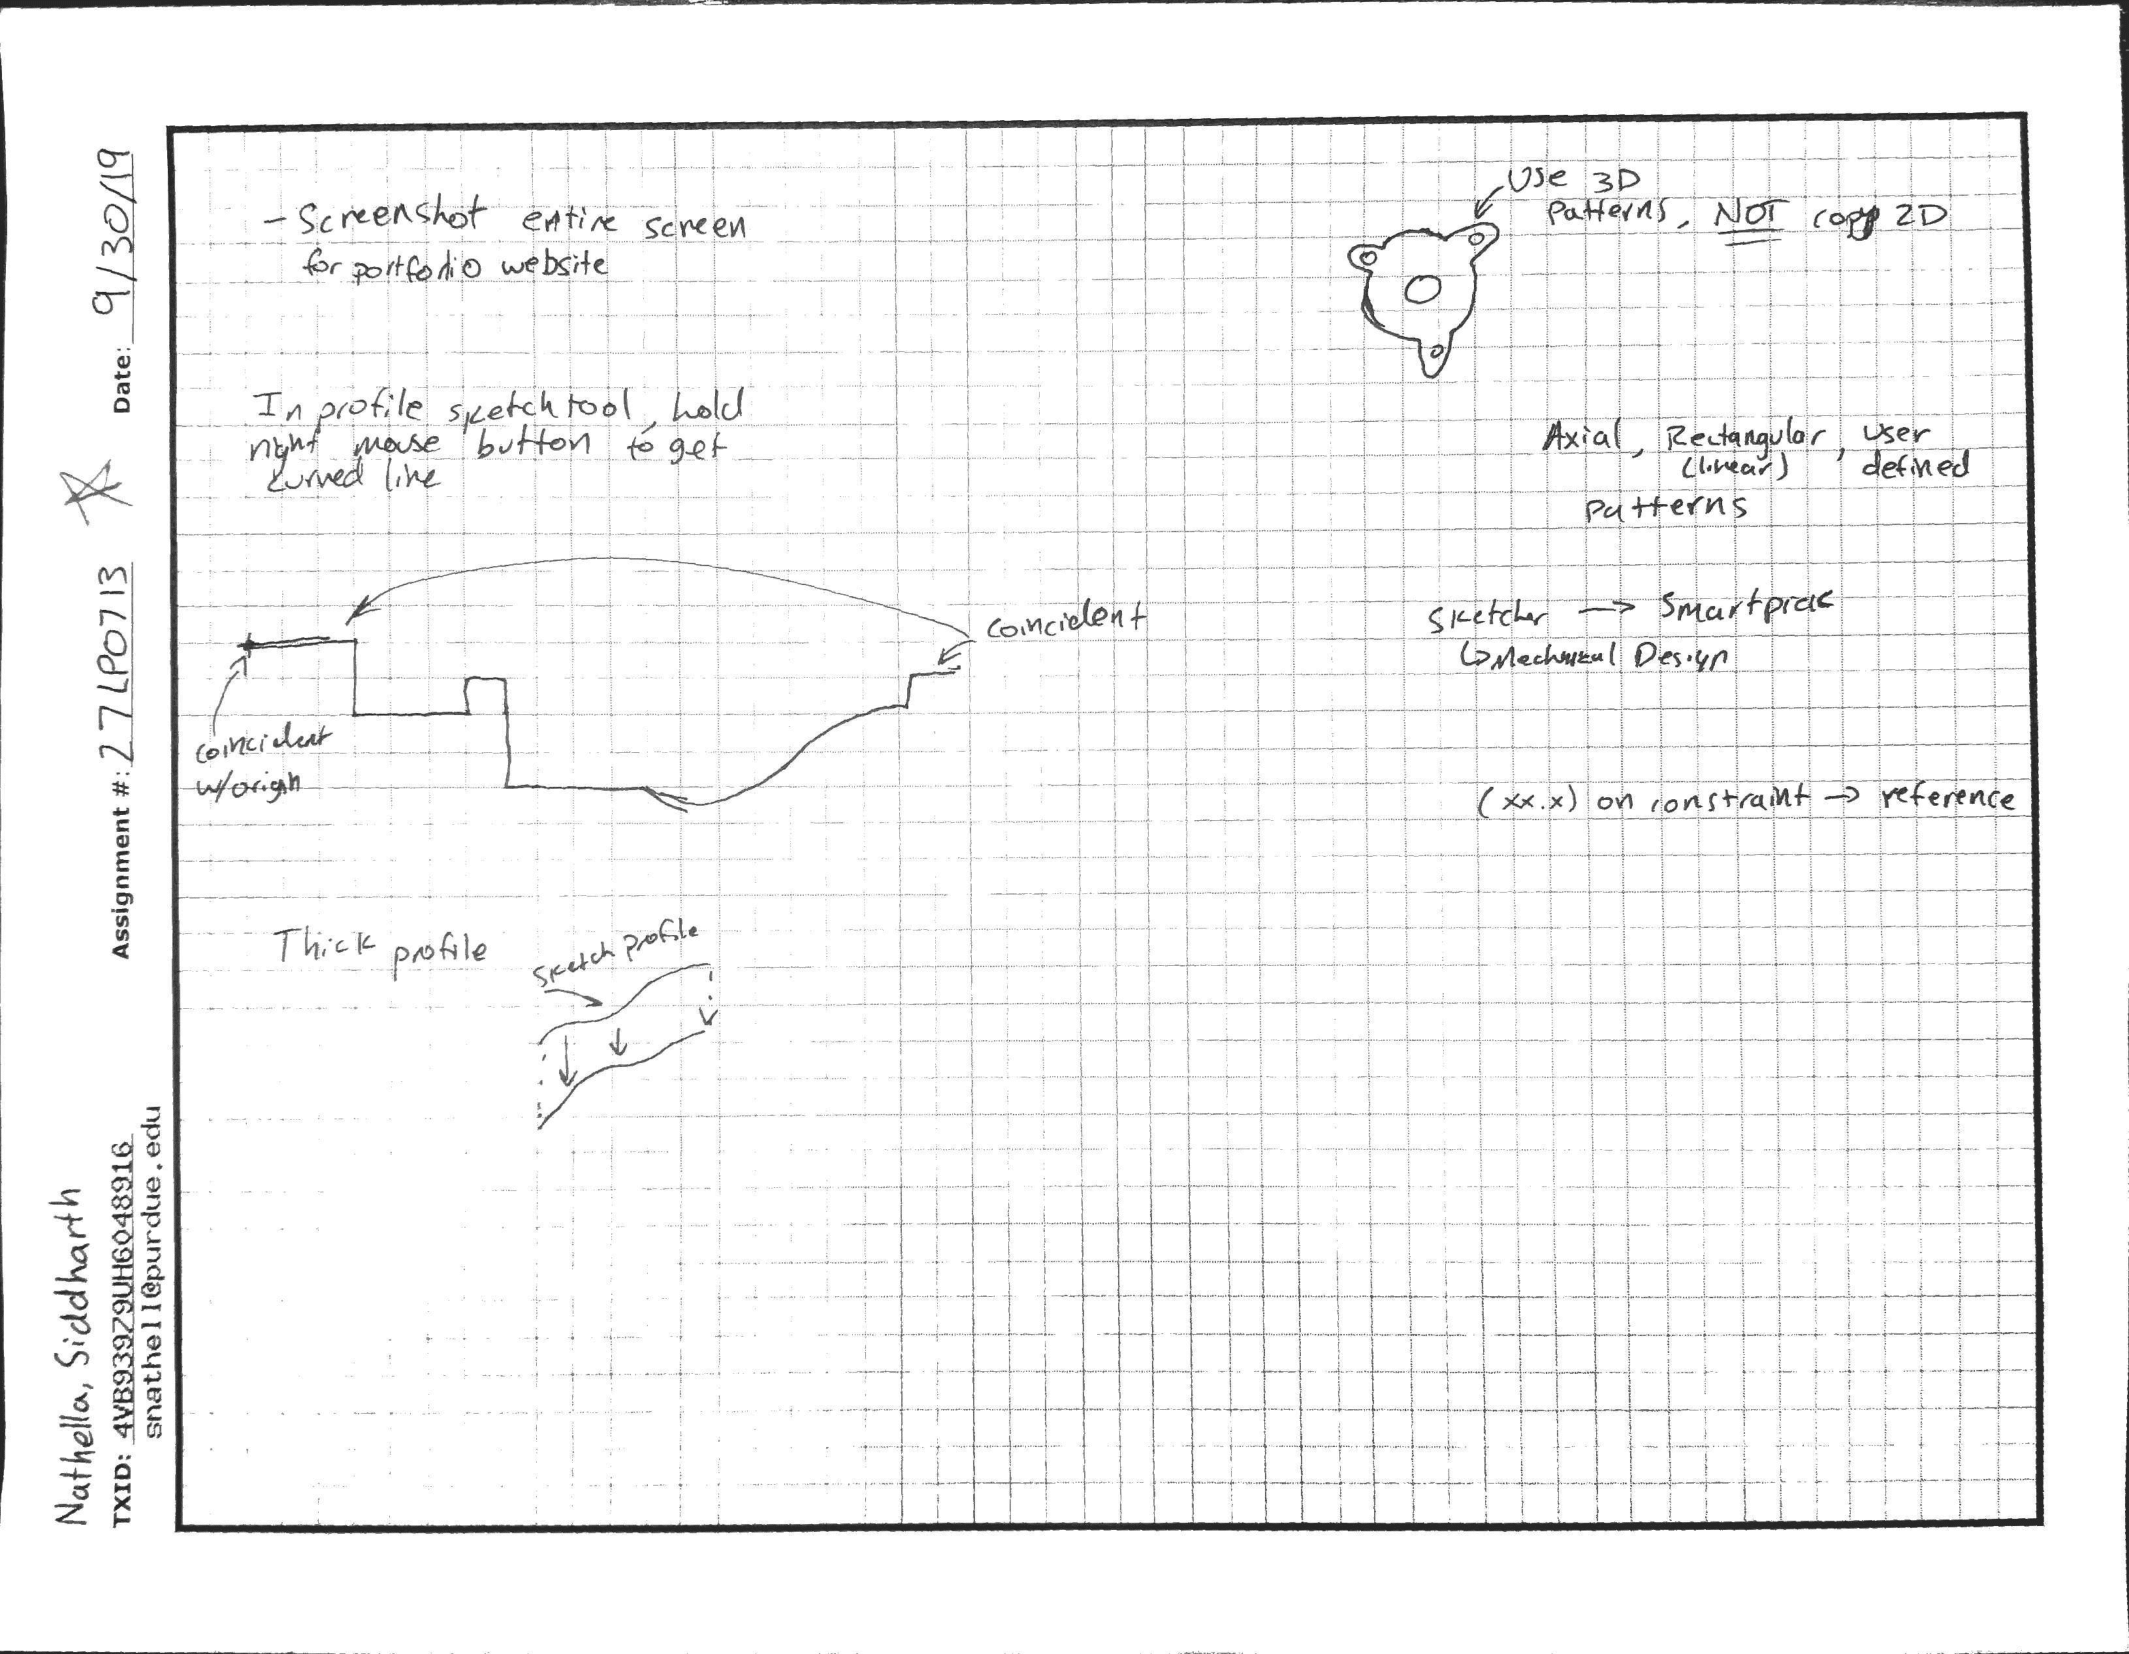 Nathella, Siddharth
TXID: 4VB93979UH6048916
snathell@purdue.edu
Assignment #: 27LP0713
Date: 9/30/19
- Screenshot entire screen
for portfolio website
In profile sketch tool, hold
right mouse button to get
curved line
coincident
coincident
w/origin
Thick profile
sketch profile
Use 3D
patterns, NOT copy 2D
Axial, Rectangular, user
(linear) defined
patterns
Sketcher → Smartpick
↳ Mechanical Design
(xx.x) on constraint → reference